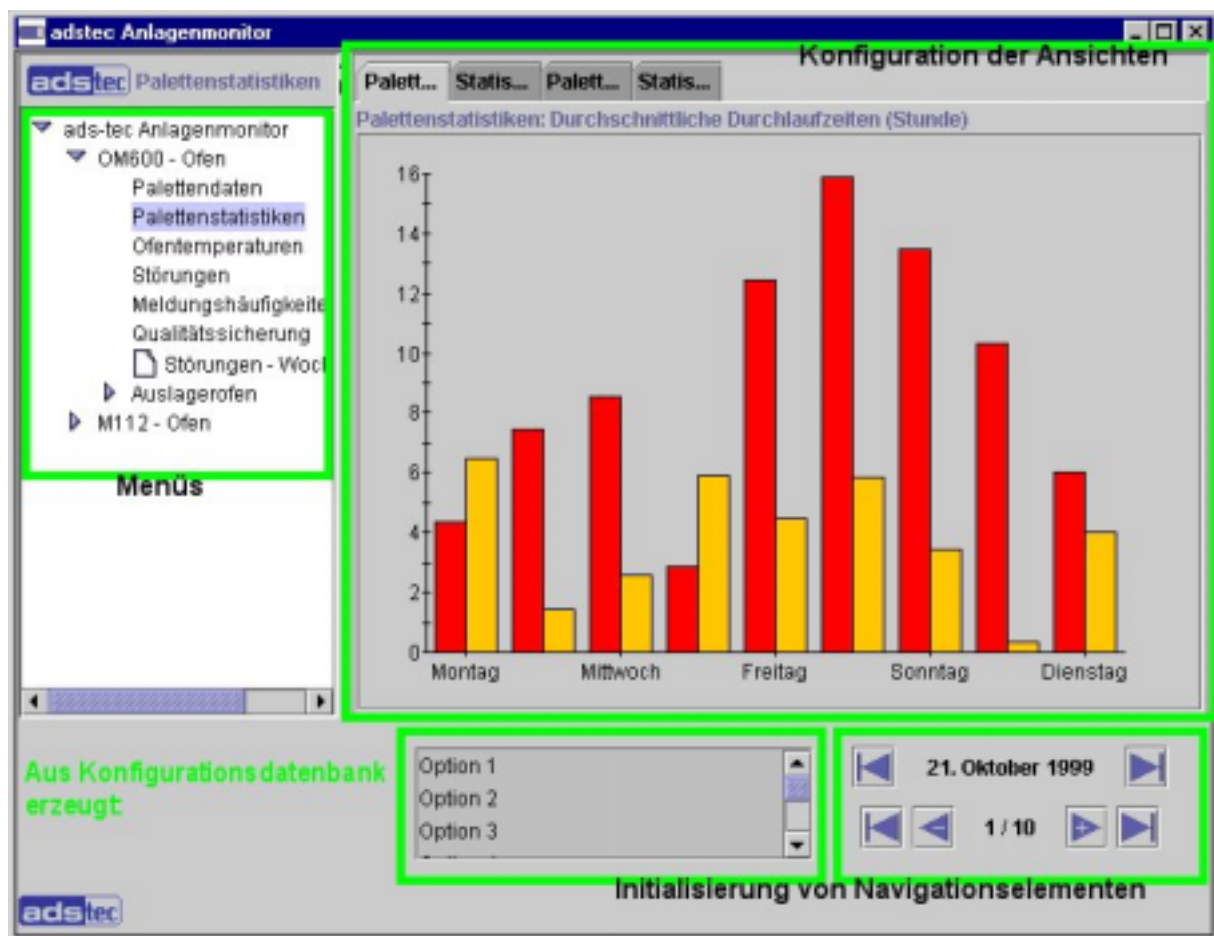 adstec Anlagenmonitor
Konfiguration der Ansichten
adstec Palettenstatistiken
Palett... Statis... Palett... Statis...
Palettenstatistiken: Durchschnittliche Durchlaufzeiten (Stunde)
ads-tec Anlagenmonitor
OM600 - Ofen
Palettendaten
Palettenstatistiken
Ofentemperaturen
Störungen
Meldungshäufigkeite
Qualitätssicherung
Störungen - Woch
Auslagerofen
M112 - Ofen
Menüs
16
14
12
10
8
6
4
2
0
Montag Mittwoch Freitag Sonntag Dienstag
Aus Konfigurationsdatenbank
erzeugt:
Option 1
Option 2
Option 3
21. Oktober 1999
1 / 10
Initialisierung von Navigationselementen
adstec